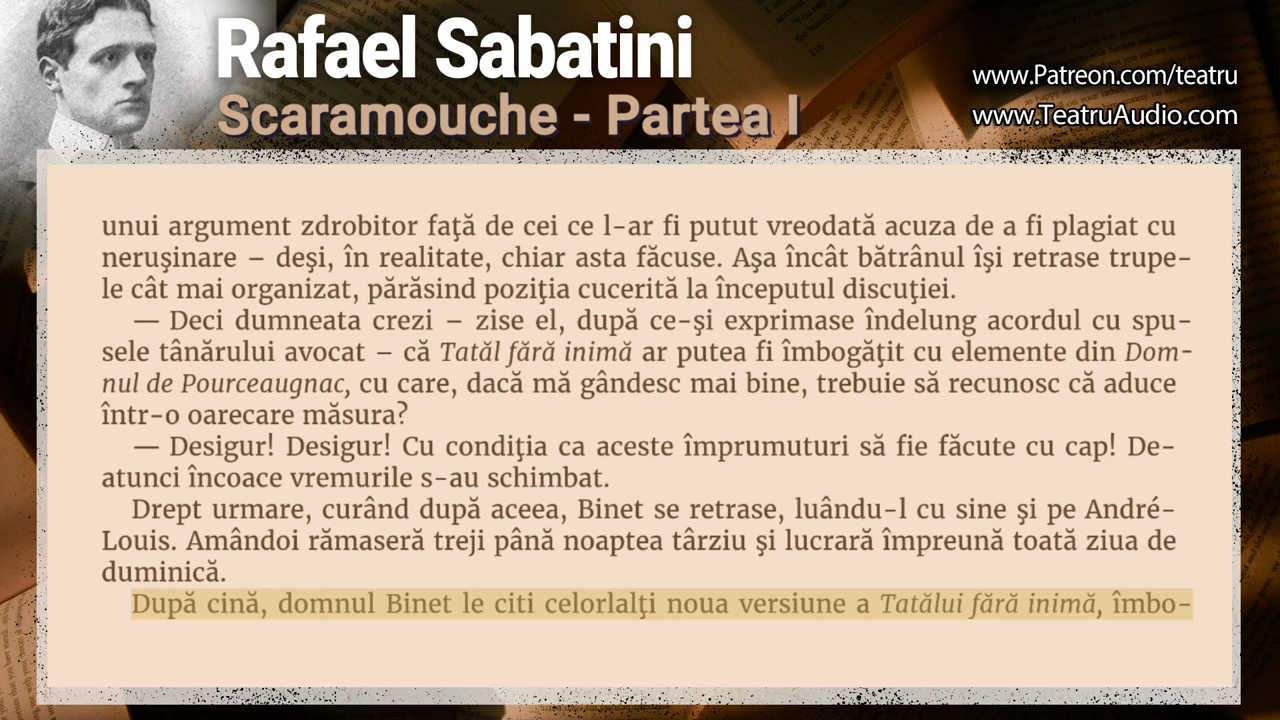 Rafael Sabatini
Scaramouche - Partea I
www.Patreon.com/teatru
www.TeatruAudio.com
unui argument zdrobitor faţă de cei ce l-ar fi putut vreodată acuza de a fi plagiat cu
neruşinare – deşi, în realitate, chiar asta făcuse. Aşa încât bătrânul îşi retrase trupe-
le cât mai organizat, părăsind poziţia cucerită la începutul discuţiei.
— Deci dumneata crezi – zise el, după ce-şi exprimase îndelung acordul cu spu-
sele tânărului avocat – că Tatăl fără inimă ar putea fi îmbogăţit cu elemente din Dom-
nul de Pourceaugnac, cu care, dacă mă gândesc mai bine, trebuie să recunosc că aduce
într-o oarecare măsura?
— Desigur! Desigur! Cu condiţia ca aceste împrumuturi să fie făcute cu cap! De-
atunci încoace vremurile s-au schimbat.
Drept urmare, curând după aceea, Binet se retrase, luându-l cu sine şi pe André-
Louis. Amândoi rămaseră treji până noaptea târziu şi lucrară împreună toată ziua de
duminică.
După cină, domnul Binet le citi celorlalţi noua versiune a Tatălui fără inimă, îmbo-